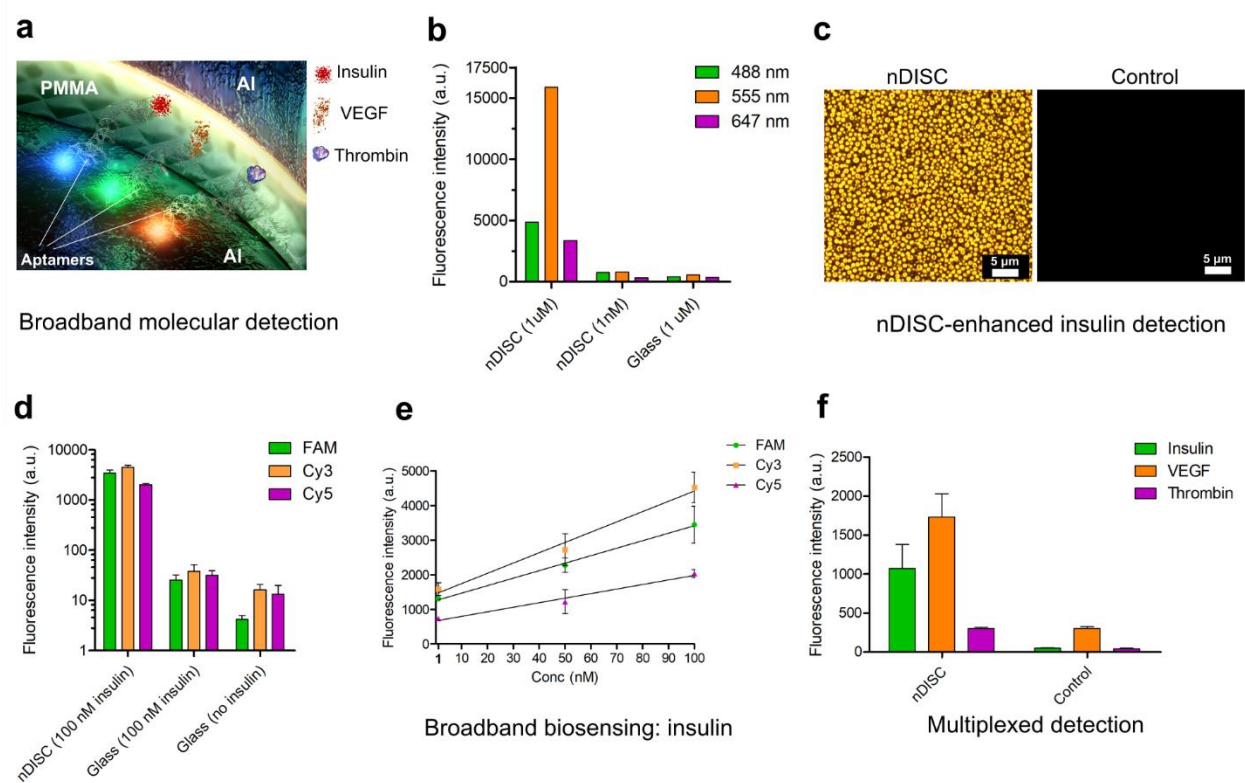 a
PMMA
Al
Al
Aptamers
Insulin
VEGF
Thrombin
Broadband molecular detection
b
Fluorescence intensity (a.u.)
17500
15000
10000
5000
0
488 nm
555 nm
647 nm
nDISC (1uM)
nDISC (1nM)
Glass (1 uM)
c
nDISC
Control
5 µm
5 µm
nDISC-enhanced insulin detection
d
Fluorescence intensity (a.u.)
10000
1000
100
10
1
FAM
Cy3
Cy5
nDISC (100 nM insulin)
Glass (100 nM insulin)
Glass (no insulin)
e
Fluorescence intensity (a.u.)
5000
4000
3000
2000
1000
0
FAM
Cy3
Cy5
1 10 20 30 40 50 60 70 80 90 100
Conc (nM)
Broadband biosensing: insulin
f
Fluorescence intensity (a.u.)
2500
2000
1500
1000
500
0
Insulin
VEGF
Thrombin
nDISC
Control
Multiplexed detection